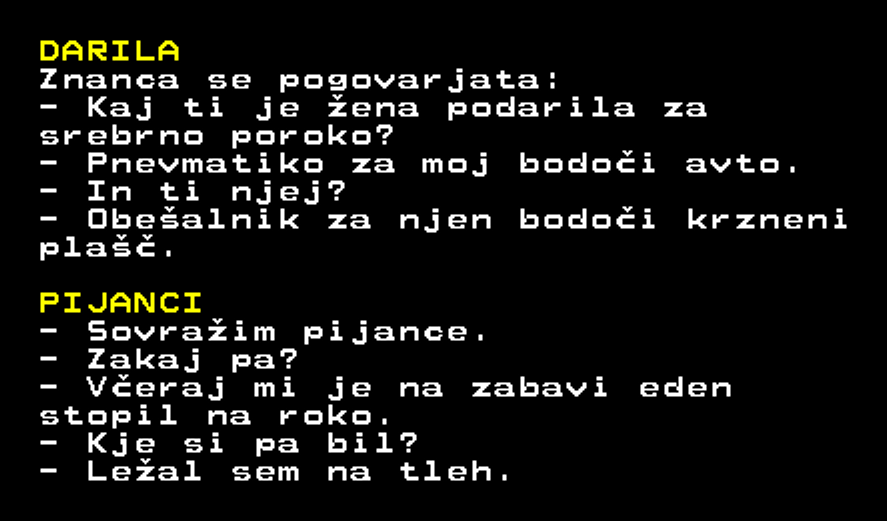 DARILA
Znanca se pogovarjata:
- Kaj ti je žena podarila za
srebrno poroko?
- Pnevmatiko za moj bodoči avto.
- In ti njej?
- Obešalnik za njen bodoči krzneni
plašč.
PIJANCI
- Sovražim pijance.
- Zakaj pa?
- Včeraj mi je na zabavi eden
stopil na roko.
- Kje si pa bil?
- Ležal sem na tleh.